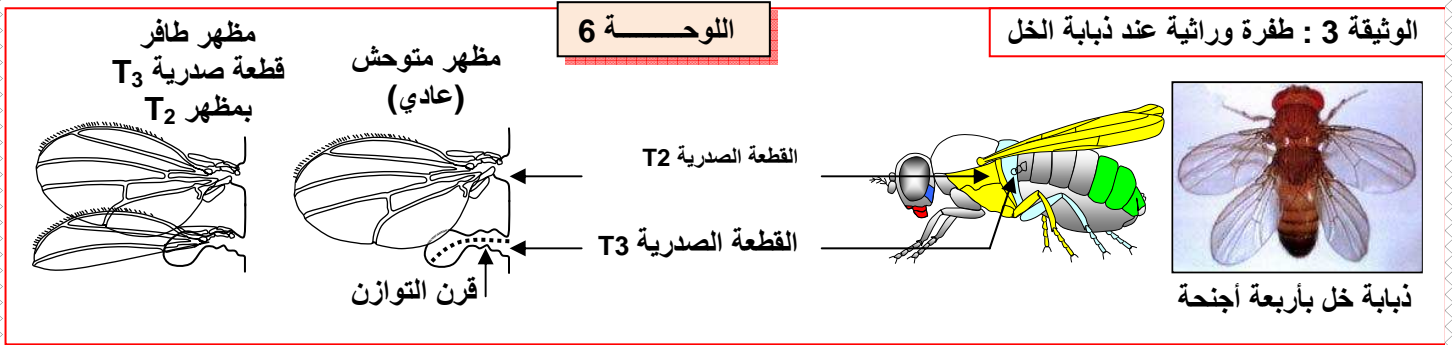 الوثيقة 3 : طفرة وراثية عند ذبابة الخل
اللوحـــــــــة 6
مظهر طافر
قطعة صدرية T3
بمظهر T2
مظهر متوحش
(عادي)
القطعة الصدرية T2
القطعة الصدرية T3
قرن التوازن
ذبابة خل بأربعة أجنحة